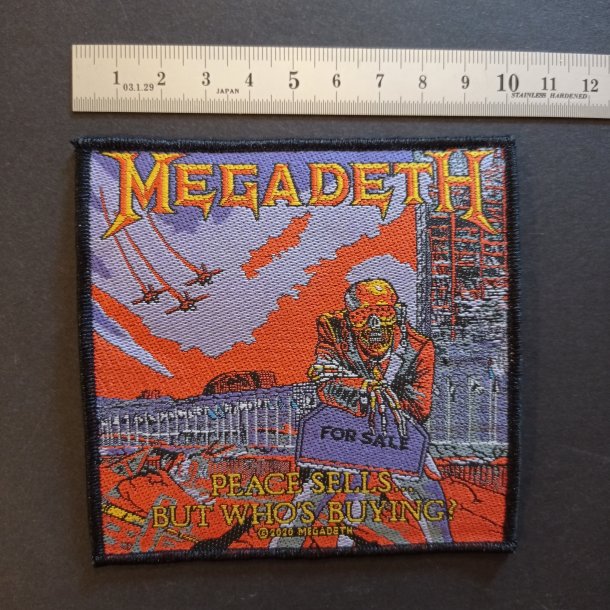 1 2 3 4 5 6 7 8 9 10 11 12
03.1.29 JAPAN STAINLESS HARDENED
MEGADETH
FOR SALE
PEACE SELLS
BUT WHO'S BUYING?
©2020 MEGADETH